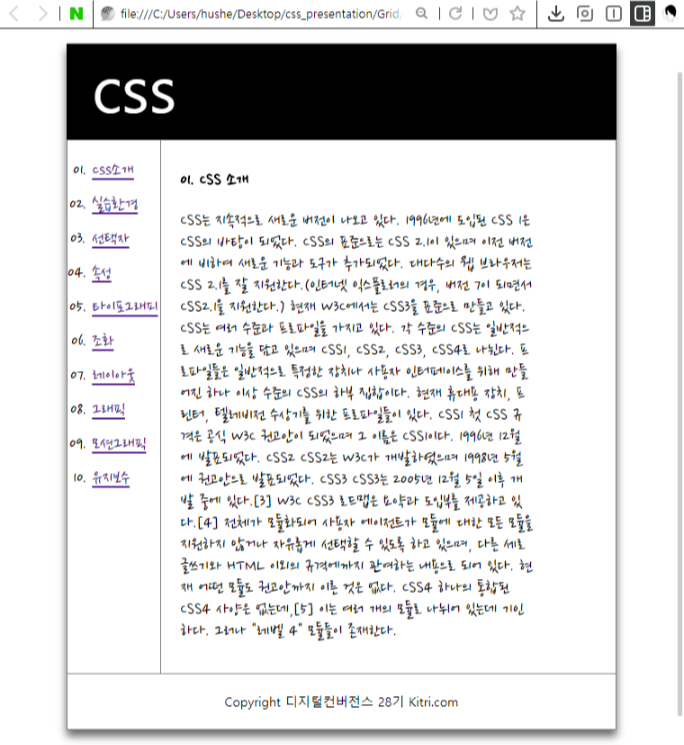 file:///C:/Users/hushe/Desktop/css_presentation/Grid
CSS
01. CSS소개
02. 실습환경
03. 선택자
04. 속성
05. 타이포그래피
06. 조화
07. 레이아웃
08. 그래픽
09. 모션그래픽
10. 유지보수
01. CSS 소개
CSS는 지속적으로 새로운 버전이 나오고 있다. 1996년에 도입된 CSS 1은
CSS의 바탕이 되었다. CSS의 표준으로는 CSS 2.1이 있으며 이전 버전
에 비하여 새로운 기능과 도구가 추가되었다. 대다수의 웹 브라우저는
CSS 2.1을 잘 지원한다.(인터넷 익스플로러의 경우, 버전 7이 되면서
CSS2.1을 지원한다.) 현재 W3C에서는 CSS3을 표준으로 만들고 있다.
CSS는 여러 수준과 프로파일을 가지고 있다. 각 수준의 CSS는 일반적으
로 새로운 기능을 담고 있으며 CSS1, CSS2, CSS3, CSS4로 나뉜다. 프
로파일들은 일반적으로 특정한 장치나 사용자 인터페이스를 위해 만들
어진 하나 이상 수준의 CSS의 하부 집합이다. 현재 휴대용 장치, 프
린터, 텔레비전 수상기를 위한 프로파일들이 있다. CSS1 첫 CSS 규
격은 공식 W3C 권고안이 되었으며 그 이름은 CSS1이다. 1996년 12월
에 발표되었다. CSS2 CSS2는 W3C가 개발하였으며 1998년 5월
에 권고안으로 발표되었다. CSS3 CSS3는 2005년 12월 5일 이후 개
발 중에 있다.[3] W3C CSS3 로드맵은 요약과 도입부를 제공하고 있
다.[4] 전체가 모듈화되어 사용자 에이전트가 모듈에 대한 모든 모듈을
지원하지 않거나 자유롭게 선택할 수 있도록 하고 있으며, 다른 세로
글쓰기와 HTML 이외의 규격에까지 관여하는 내용으로 되어 있다. 현
재 어떤 모듈도 권고안까지 이른 것은 없다. CSS4 하나의 통합된
CSS4 사양은 없는데,[5] 이는 여러 개의 모듈로 나뉘어 있는데 기인
하다. 그러나 "레벨 4" 모듈들이 존재한다.
Copyright 디지털컨버전스 28기 Kitri.com